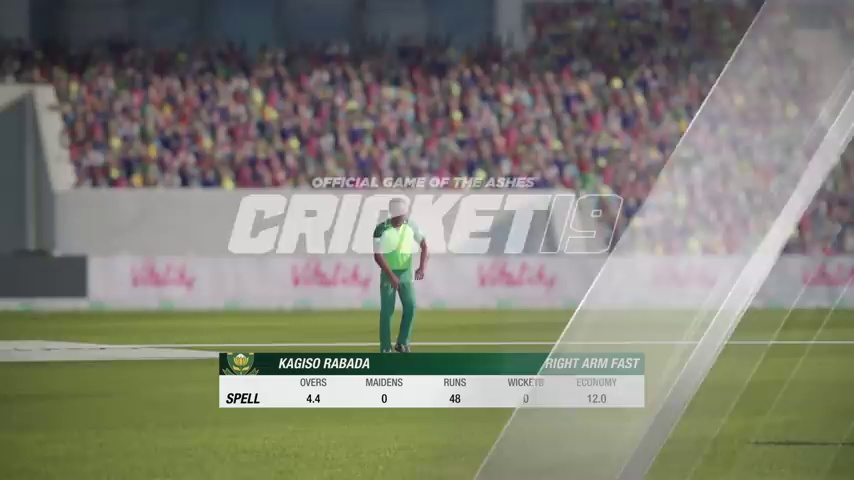 OFFICIAL GAME OF THE ASHES
CRICKET19
Vitality Vitality Vitality Vitality Vitality
KAGISO RABADA RIGHT ARM FAST
OVERS MAIDENS RUNS WICKETS ECONOMY
SPELL 4.4 0 48 0 12.0